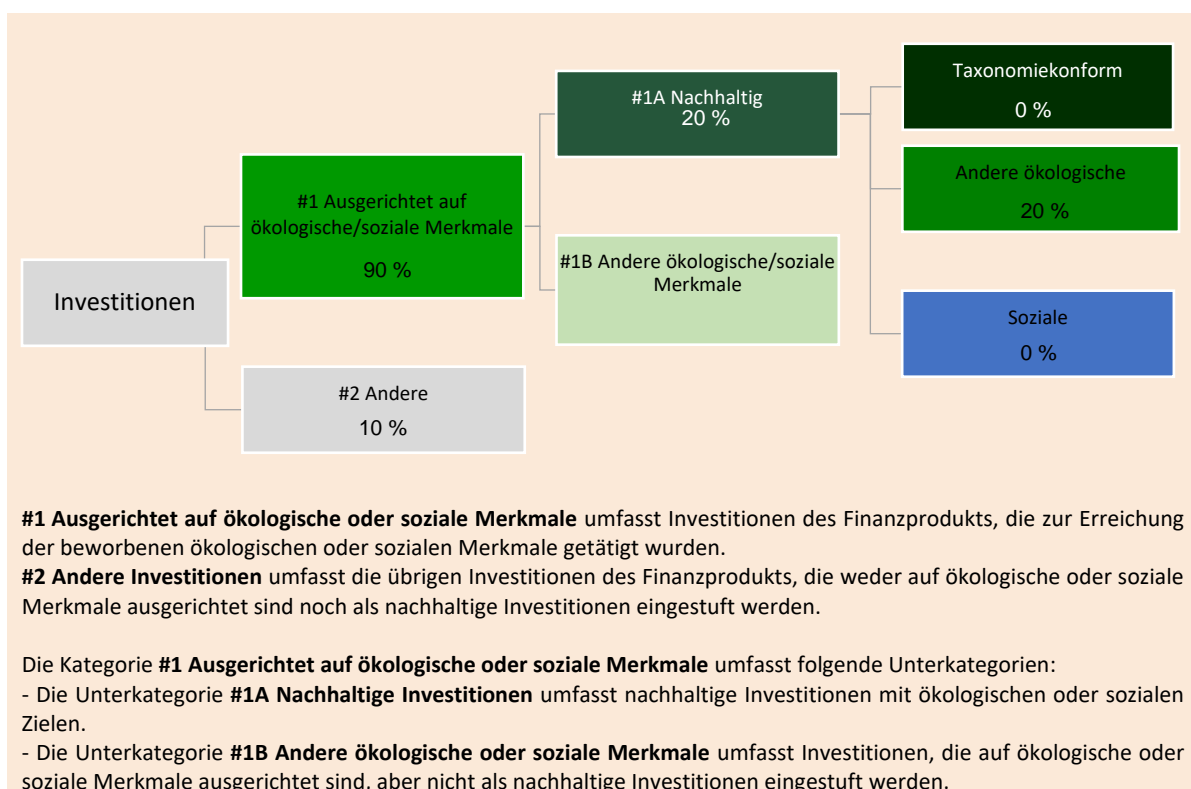 Investitionen
#1 Ausgerichtet auf
ökologische/soziale Merkmale
90 %
#2 Andere
10 %
#1A Nachhaltig
20 %
#1B Andere ökologische/soziale
Merkmale
Taxonomiekonform
0 %
Andere ökologische
20 %
Soziale
0 %
#1 Ausgerichtet auf ökologische oder soziale Merkmale umfasst Investitionen des Finanzprodukts, die zur Erreichung
der beworbenen ökologischen oder sozialen Merkmale getätigt wurden.
#2 Andere Investitionen umfasst die übrigen Investitionen des Finanzprodukts, die weder auf ökologische oder soziale
Merkmale ausgerichtet sind noch als nachhaltige Investitionen eingestuft werden.
Die Kategorie #1 Ausgerichtet auf ökologische oder soziale Merkmale umfasst folgende Unterkategorien:
- Die Unterkategorie #1A Nachhaltige Investitionen umfasst nachhaltige Investitionen mit ökologischen oder sozialen
Zielen.
- Die Unterkategorie #1B Andere ökologische oder soziale Merkmale umfasst Investitionen, die auf ökologische oder
soziale Merkmale ausgerichtet sind, aber nicht als nachhaltige Investitionen eingestuft werden.